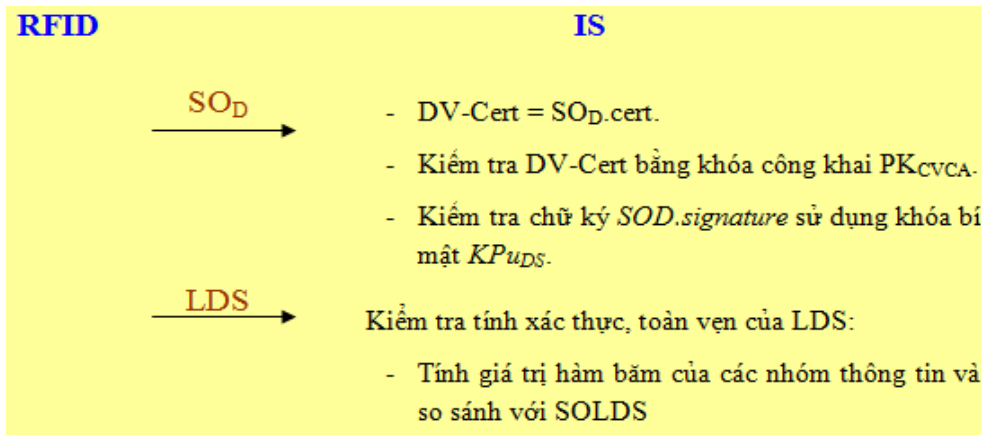 RFID IS
SOD
- DV-Cert = SOD.cert.
- Kiểm tra DV-Cert bằng khóa công khai PKCVCA.
- Kiểm tra chữ ký SOD.signature sử dụng khóa bí
mật KPuDS.
LDS
Kiểm tra tính xác thực, toàn vẹn của LDS:
- Tính giá trị hàm băm của các nhóm thông tin và
so sánh với SOLDS